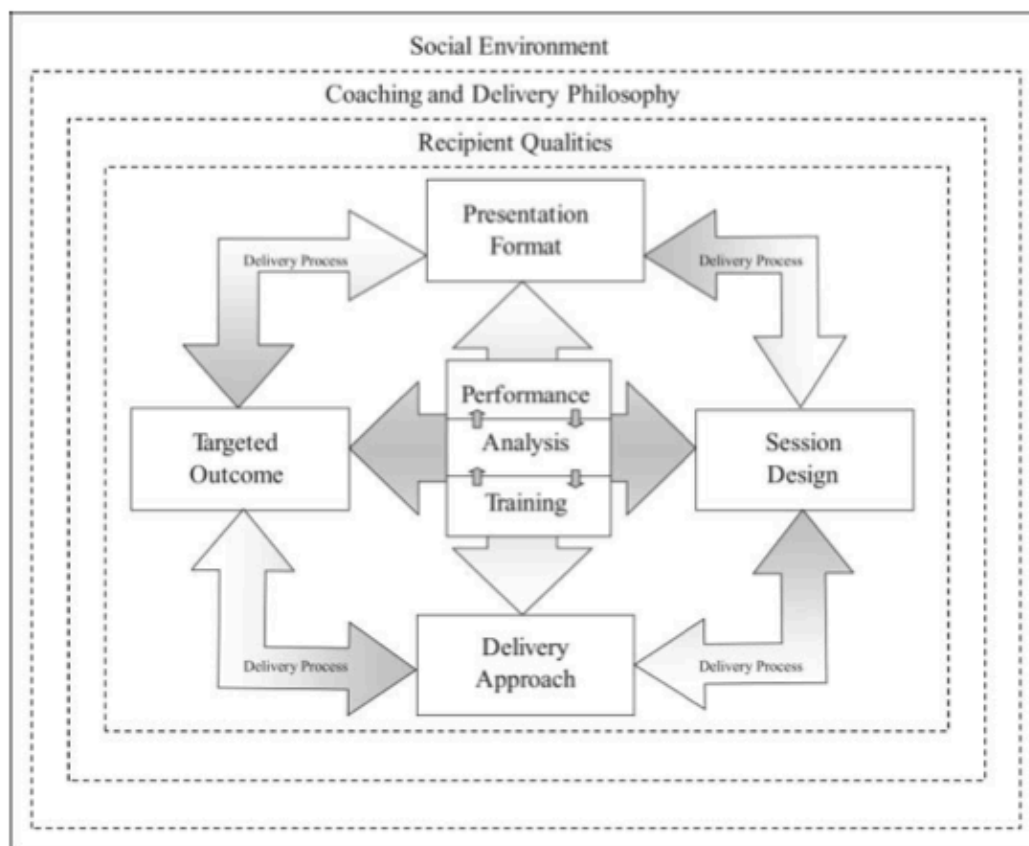 Social Environment
Coaching and Delivery Philosophy
Recipient Qualities
Presentation
Format
Delivery Process
Delivery Process
Performance
Analysis
Training
Targeted
Outcome
Session
Design
Delivery Process
Delivery Process
Delivery
Approach